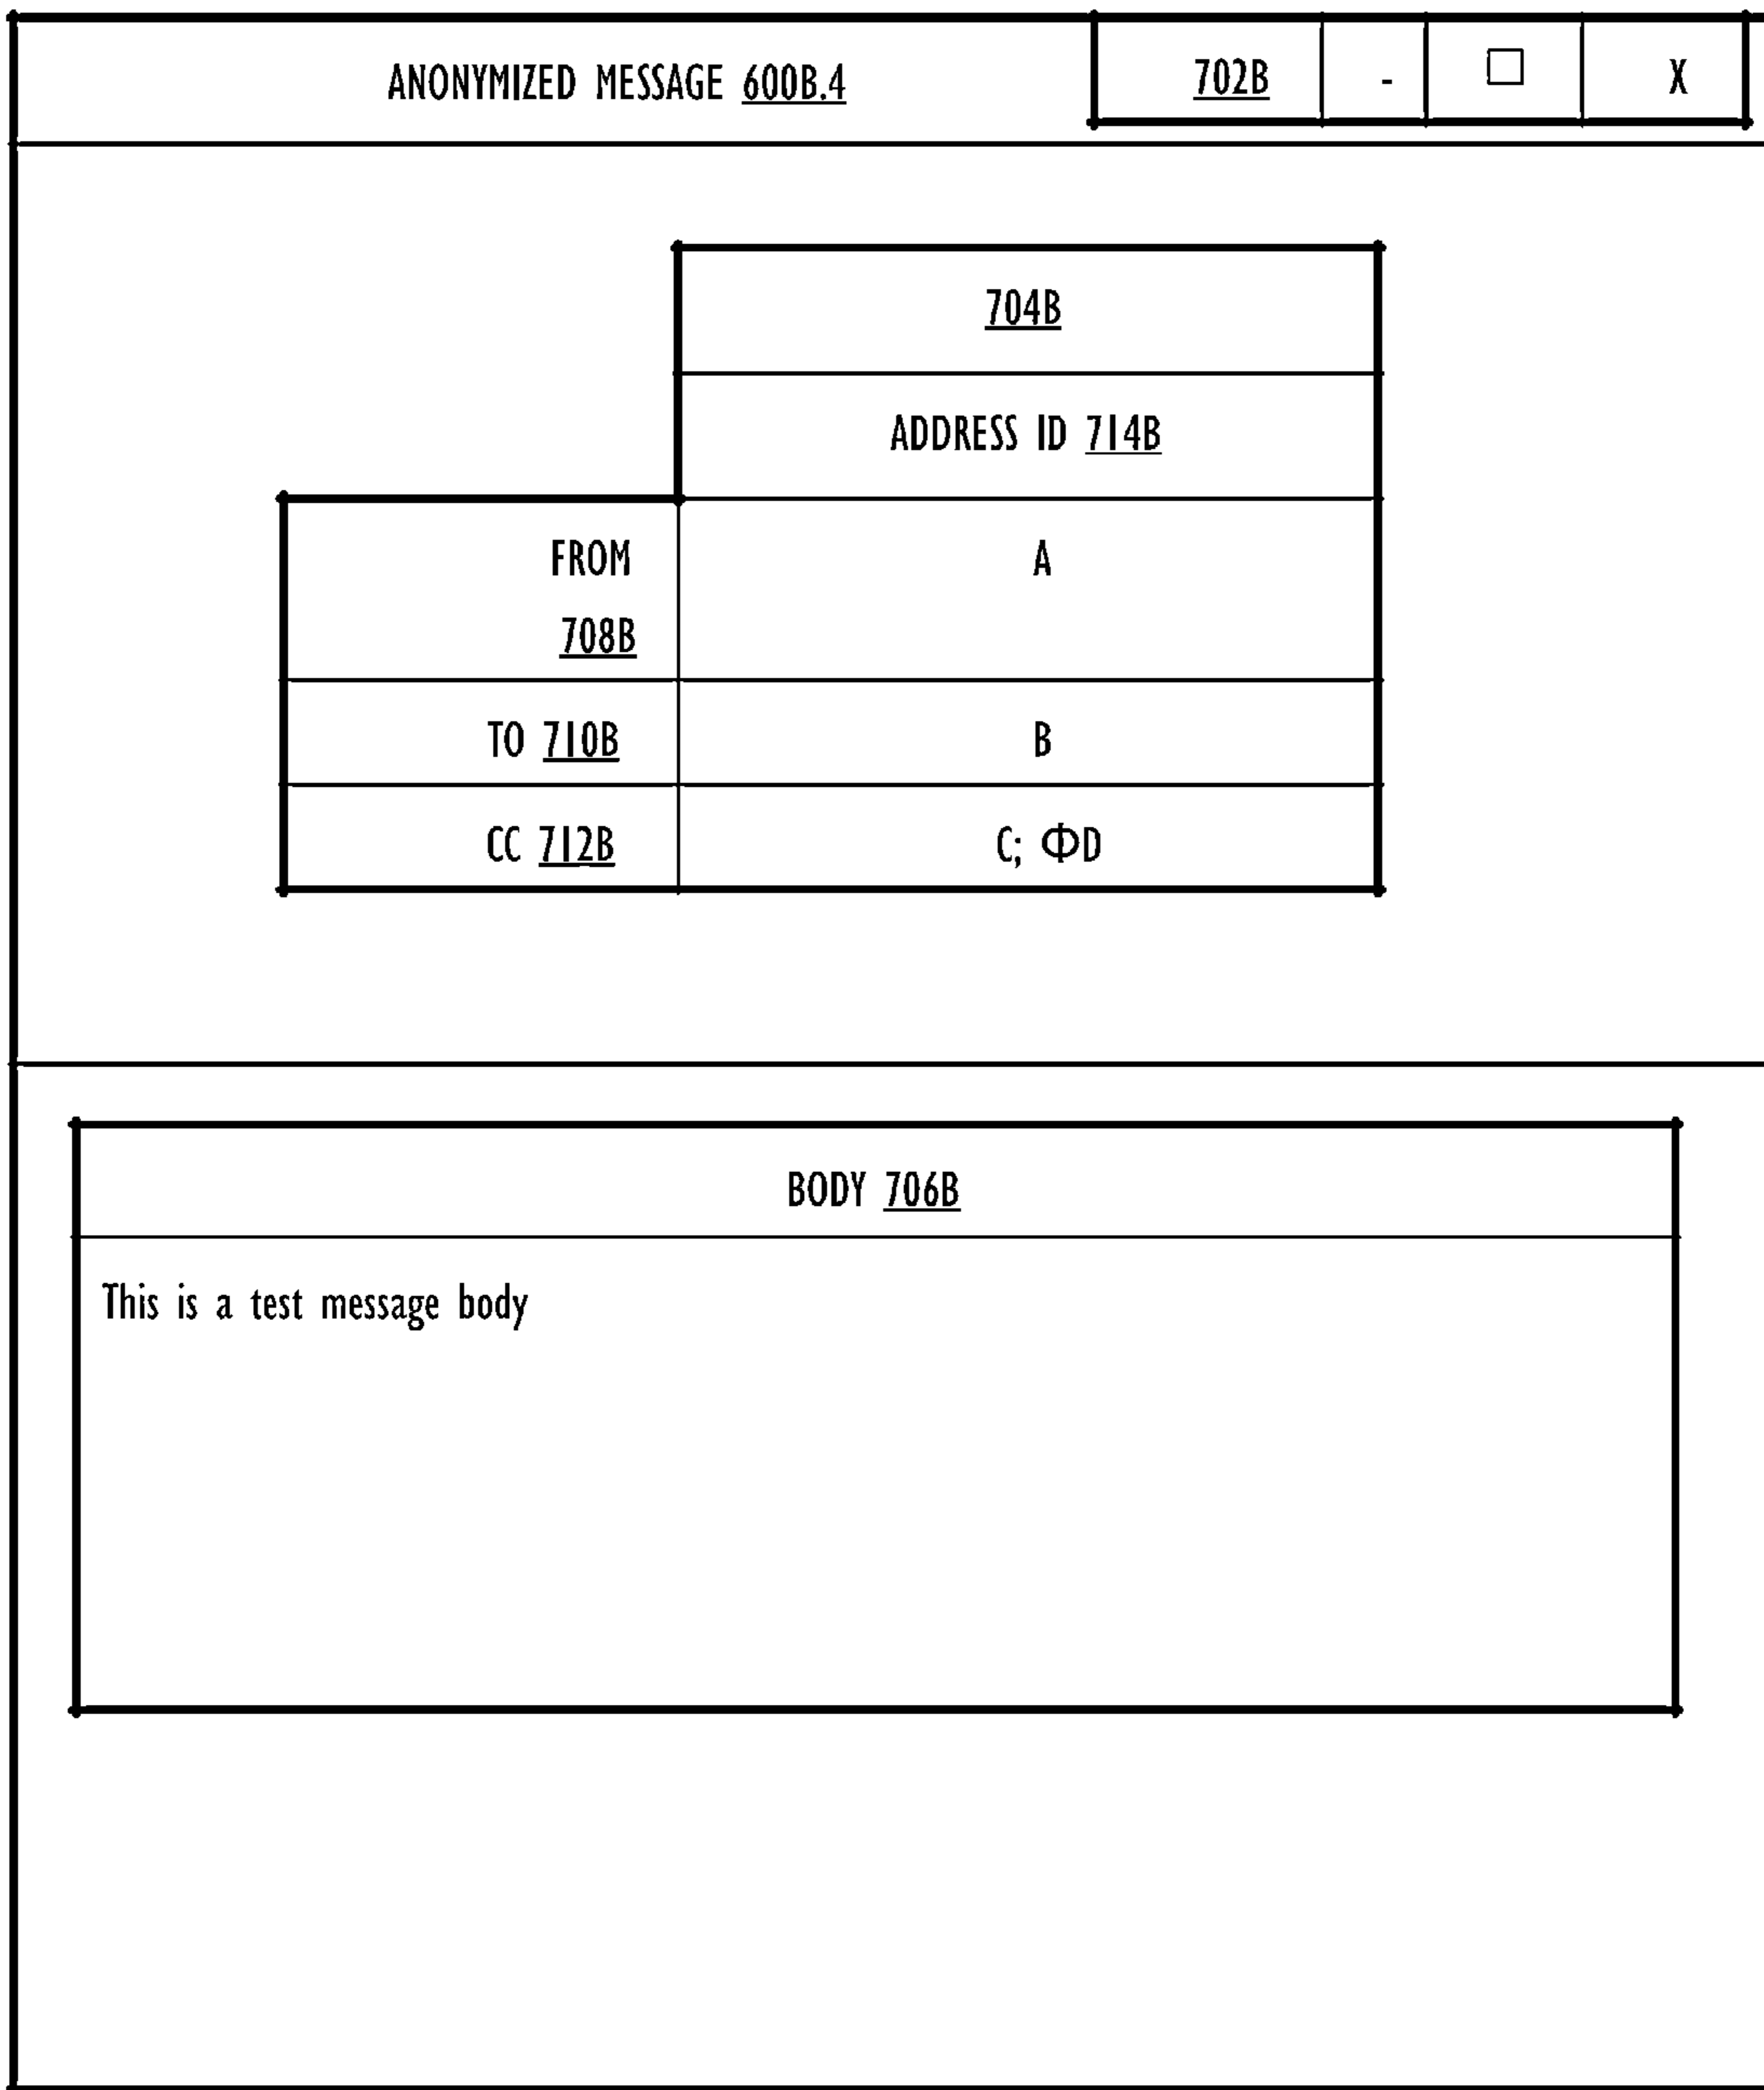 ANONYMIZED MESSAGE 600B.4 702B - □ X
704B
ADDRESS ID 714B
FROM A
708B
TO 710B B
CC 712B C; ΦD
BODY 706B
This is a test message body